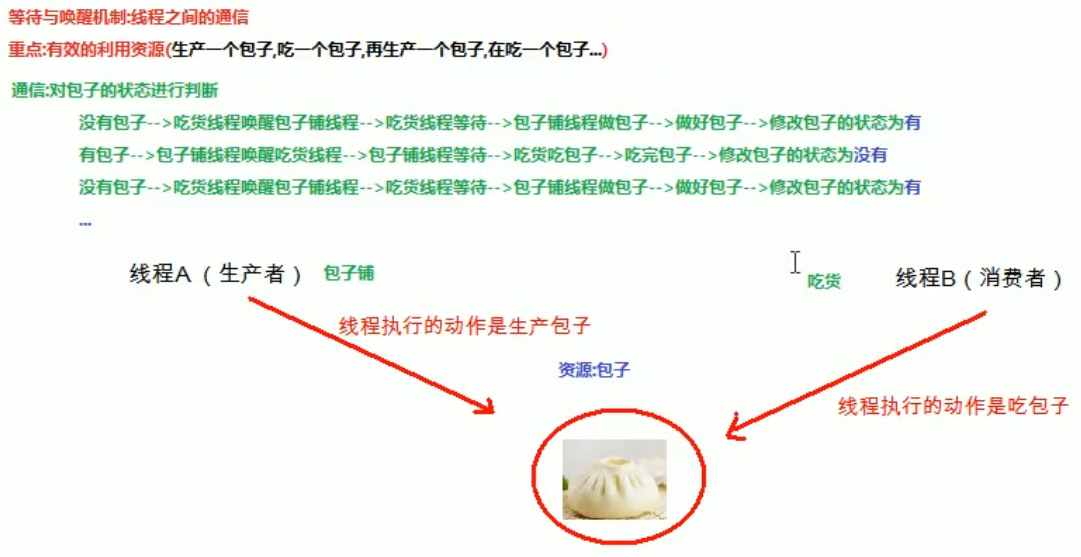 等待与唤醒机制:线程之间的通信
重点:有效的利用资源(生产一个包子,吃一个包子,再生产一个包子,在吃一个包子...)
通信:对包子的状态进行判断
没有包子-->吃货线程唤醒包子铺线程-->吃货线程等待-->包子铺线程做包子-->做好包子-->修改包子的状态为有
有包子-->包子铺线程唤醒吃货线程-->包子铺线程等待-->吃货吃包子-->吃完包子-->修改包子的状态为没有
没有包子-->吃货线程唤醒包子铺线程-->吃货线程等待-->包子铺线程做包子-->做好包子-->修改包子的状态为有
...
线程A（生产者） 包子铺
吃货 线程B（消费者）
线程执行的动作是生产包子
资源:包子
线程执行的动作是吃包子